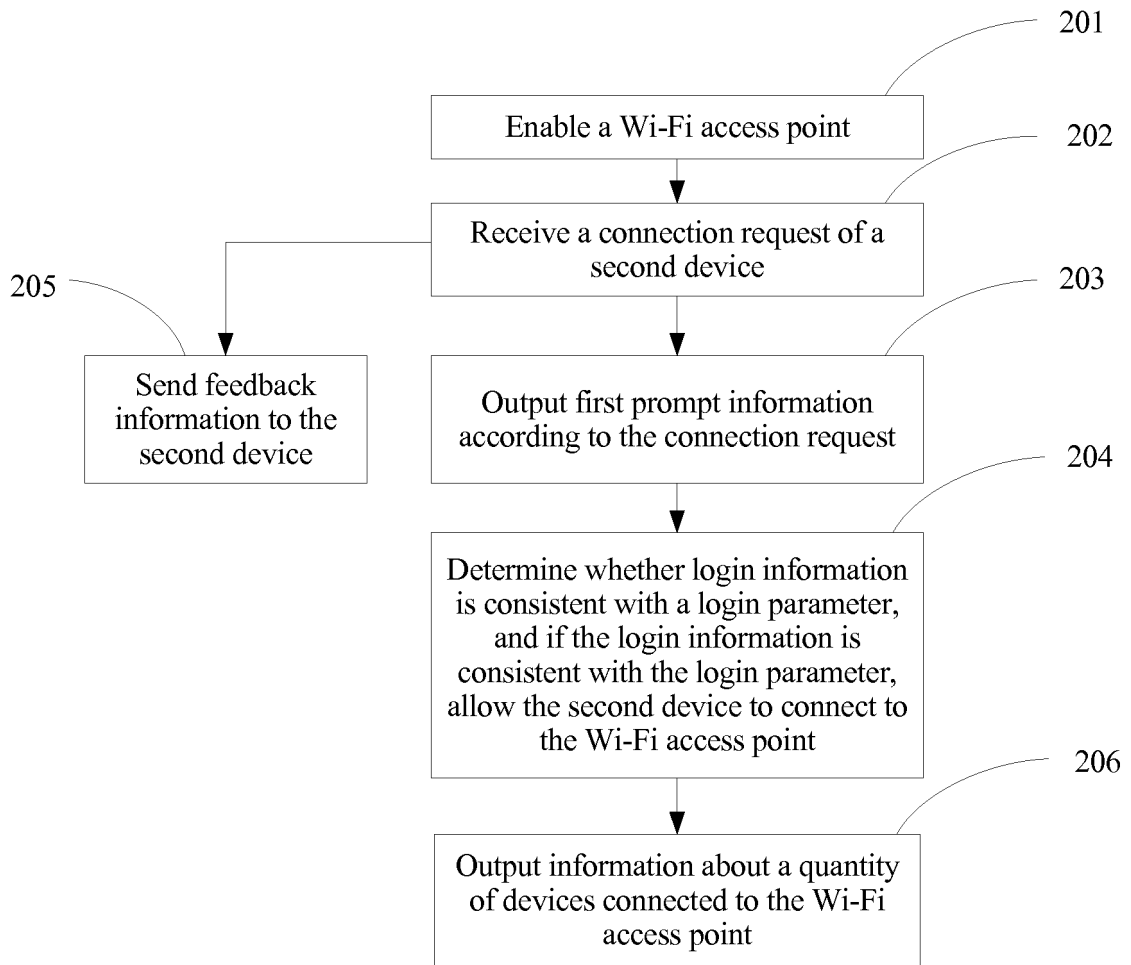 201
Enable a Wi-Fi access point
202
Receive a connection request of a
second device
203
205
Send feedback
information to the
second device
Output first prompt information
according to the connection request
204
Determine whether login information
is consistent with a login parameter,
and if the login information is
consistent with the login parameter,
allow the second device to connect to
the Wi-Fi access point
206
Output information about a quantity
of devices connected to the Wi-Fi
access point